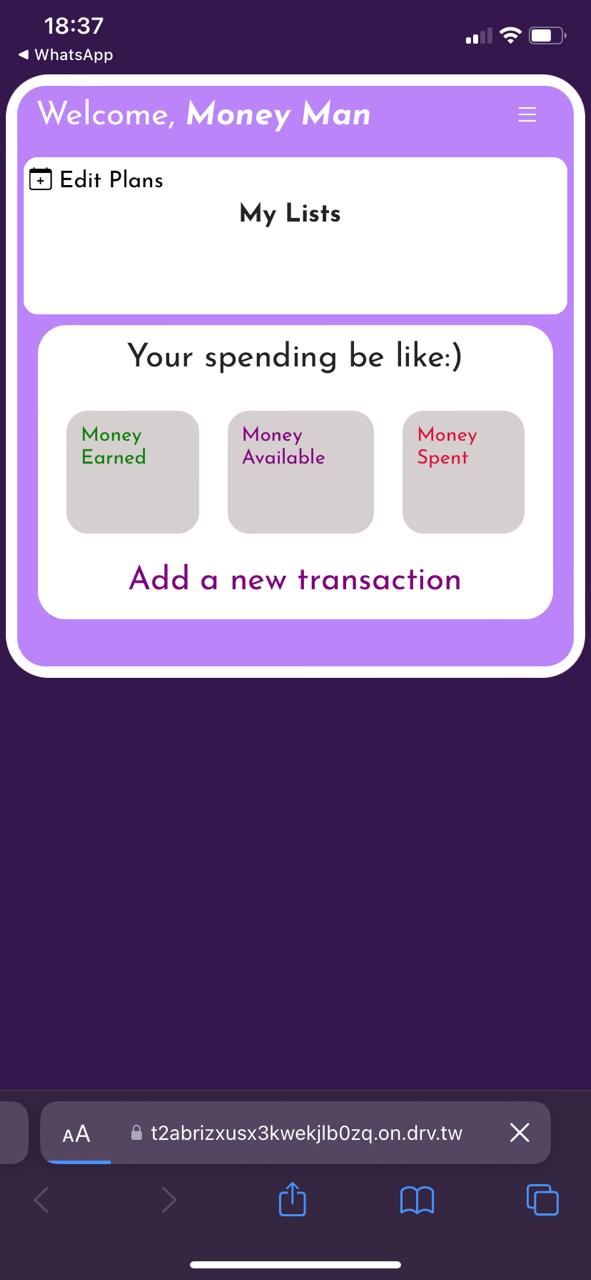 18:37
◀ WhatsApp
Welcome, Money Man
Edit Plans
My Lists
Your spending be like:)
Money
Earned
Money
Available
Money
Spent
Add a new transaction
AA t2abrizxusx3kwekjlb0zq.on.drv.tw